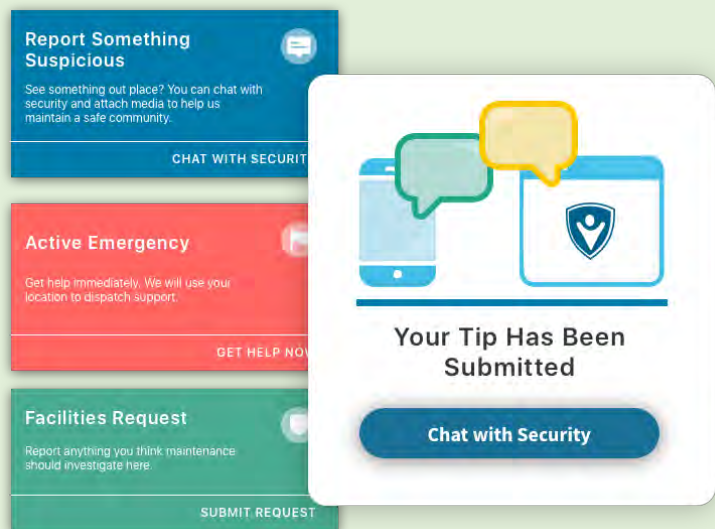 Report Something
Suspicious
See something out place? You can chat with
security and attach media to help us
maintain a safe community.
CHAT WITH SECURIT
Active Emergency
Get help immediately. We will use your
location to dispatch support.
GET HELP NOW
Facilities Request
Report anything you think maintenance
should investigate here.
SUBMIT REQUEST
Your Tip Has Been
Submitted
Chat with Security